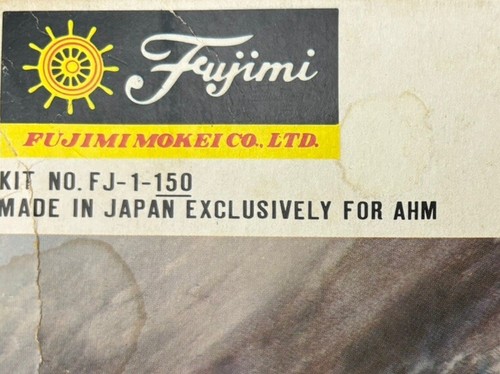 Fujimi
FUJIMI MOKEI CO., LTD.
KIT NO. FJ-1-150
MADE IN JAPAN EXCLUSIVELY FOR AHM